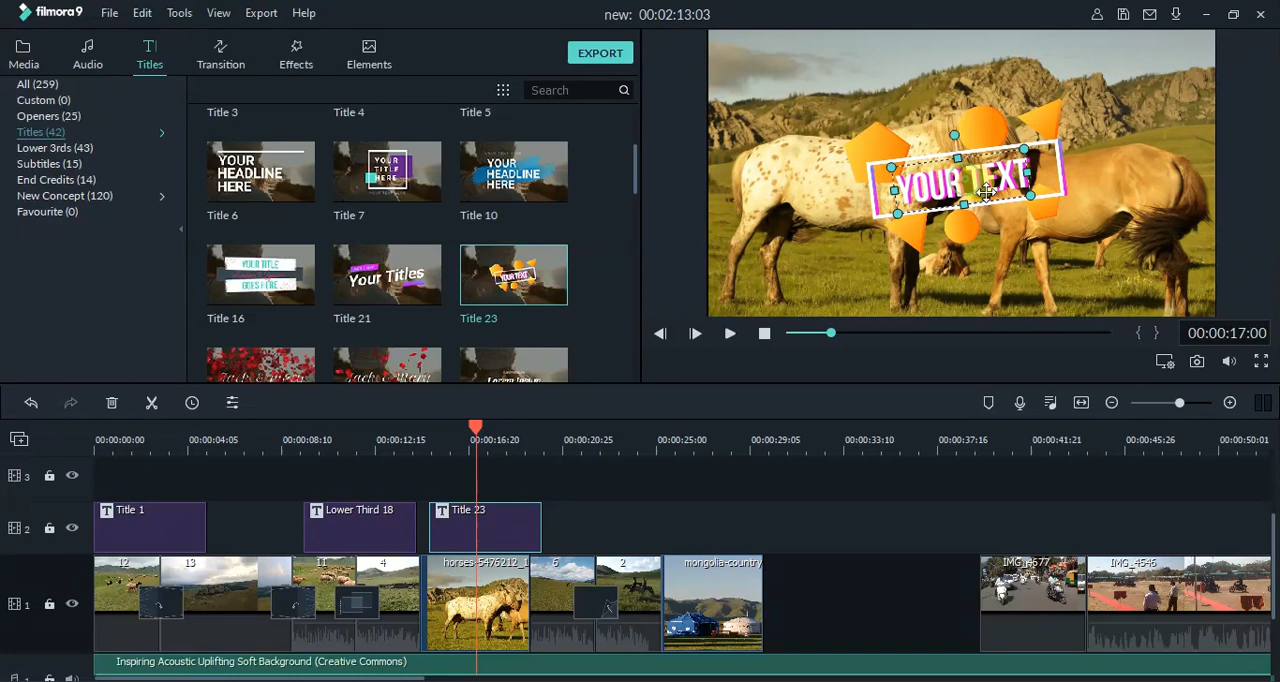 filmora9 File Edit Tools View Export Help new: 00:02:13:03
Media Audio Titles Transition Effects Elements EXPORT
All (259)
Custom (0)
Openers (25)
Titles (42)
Lower 3rds (43)
Subtitles (15)
End Credits (14)
New Concept (120)
Favourite (0)
Search
Title 3 Title 4 Title 5
YOUR
HEADLINE
HERE
YOUR
TITLE
HERE
YOUR
HEADLINE
HERE
Title 6 Title 7 Title 10
YOUR TITLE
GOES HERE
Your Titles
YOUR TEXT
Title 16 Title 21 Title 23
YOUR TEXT
00:00:17:00
00:00:00:00 00:00:04:05 00:00:08:10 00:00:12:15 00:00:16:20 00:00:20:25 00:00:25:00 00:00:29:05 00:00:33:10 00:00:37:16 00:00:41:21 00:00:45:26 00:00:50:01
3
2 T Title 1 T Lower Third 18 T Title 23
12 13 11 4 horses-5476212_1 6 2 mongolia-country IMG_4677 IMG_4546
1
Inspiring Acoustic Uplifting Soft Background (Creative Commons)
1